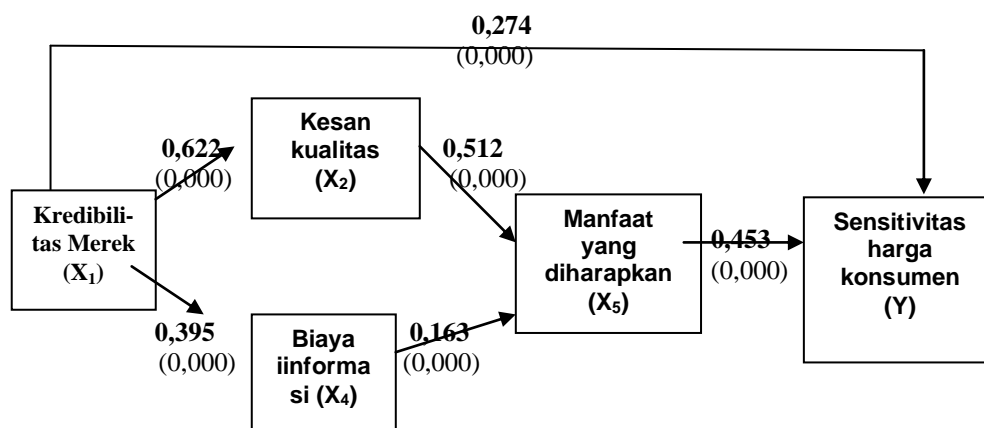 0,274
(0,000)
Kesan
kualitas
(X₂)
0,622
(0,000)
0,512
(0,000)
Kredibili-
tas Merek
(X₁)
Manfaat
yang
diharapkan
(X₅)
0,453
(0,000)
Sensitivitas
harga
konsumen
(Y)
0,395
(0,000)
Biaya
iinforma
si (X₄)
0,163
(0,000)